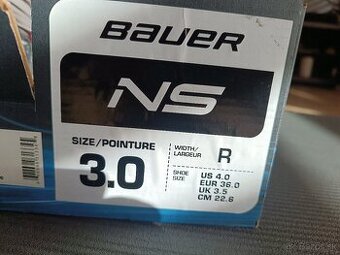 BAUER
NS
SIZE/POINTURE
3.0
WIDTH/
LARGEUR
R
SHOE
SIZE
US 4.0
EUR 36.0
UK 3.5
CM 22.6